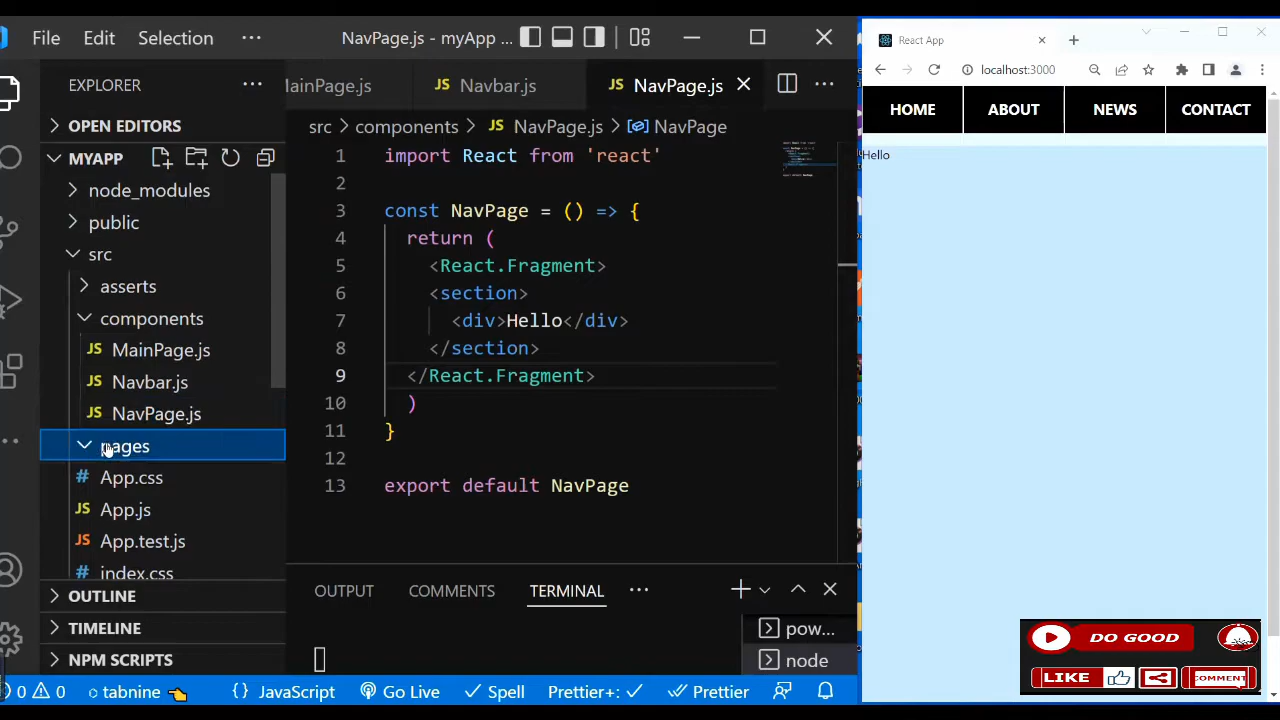 File Edit Selection ··· NavPage.js - myApp ...
EXPLORER ···
MainPage.js Navbar.js NavPage.js
OPEN EDITORS
src > components > JS NavPage.js > NavPage
MYAPP
node_modules
public
src
asserts
components
JS MainPage.js
JS Navbar.js
JS NavPage.js
pages
# App.css
JS App.js
JS App.test.js
# index.css
OUTLINE
TIMELINE
NPM SCRIPTS
1 import React from 'react'
2
3 const NavPage = () => {
4 return (
5 <React.Fragment>
6 <section>
7 <div>Hello</div>
8 </section>
9 </React.Fragment>
10 )
11 }
12
13 export default NavPage
OUTPUT COMMENTS TERMINAL ···
pow...
node
0 0 tabnine {} JavaScript Go Live Spell Prettier+: Prettier
React App
localhost:3000
HOME ABOUT NEWS CONTACT
Hello
DO GOOD
LIKE COMMENT